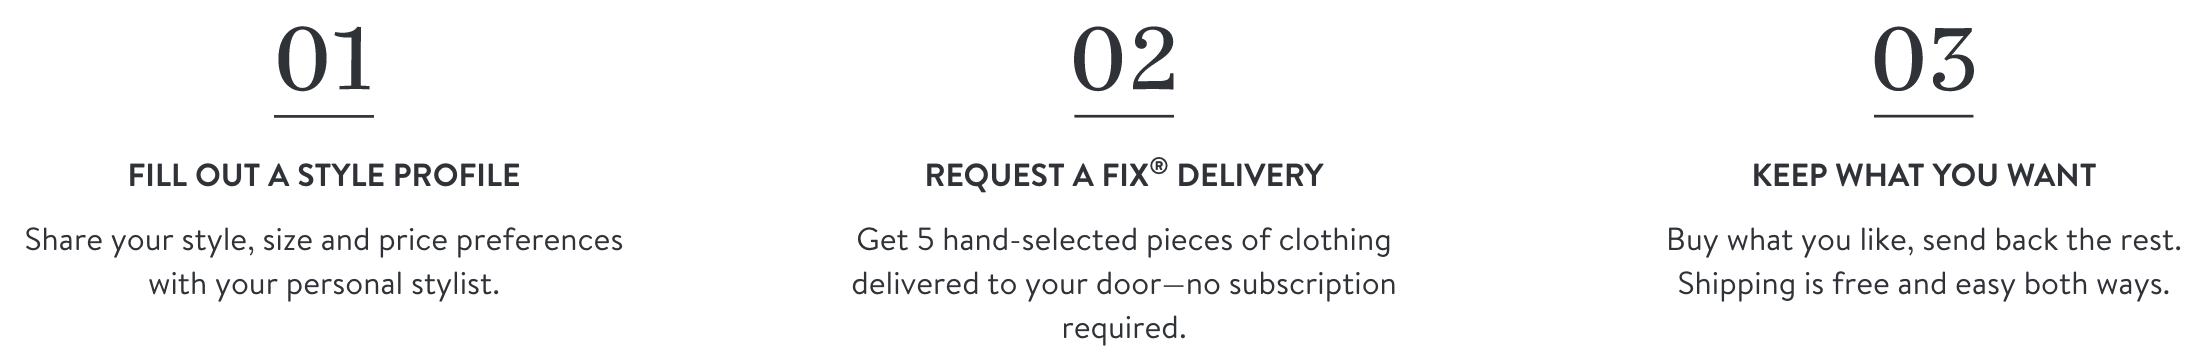 01
FILL OUT A STYLE PROFILE
Share your style, size and price preferences
with your personal stylist.
02
REQUEST A FIX® DELIVERY
Get 5 hand-selected pieces of clothing
delivered to your door—no subscription
required.
03
KEEP WHAT YOU WANT
Buy what you like, send back the rest.
Shipping is free and easy both ways.